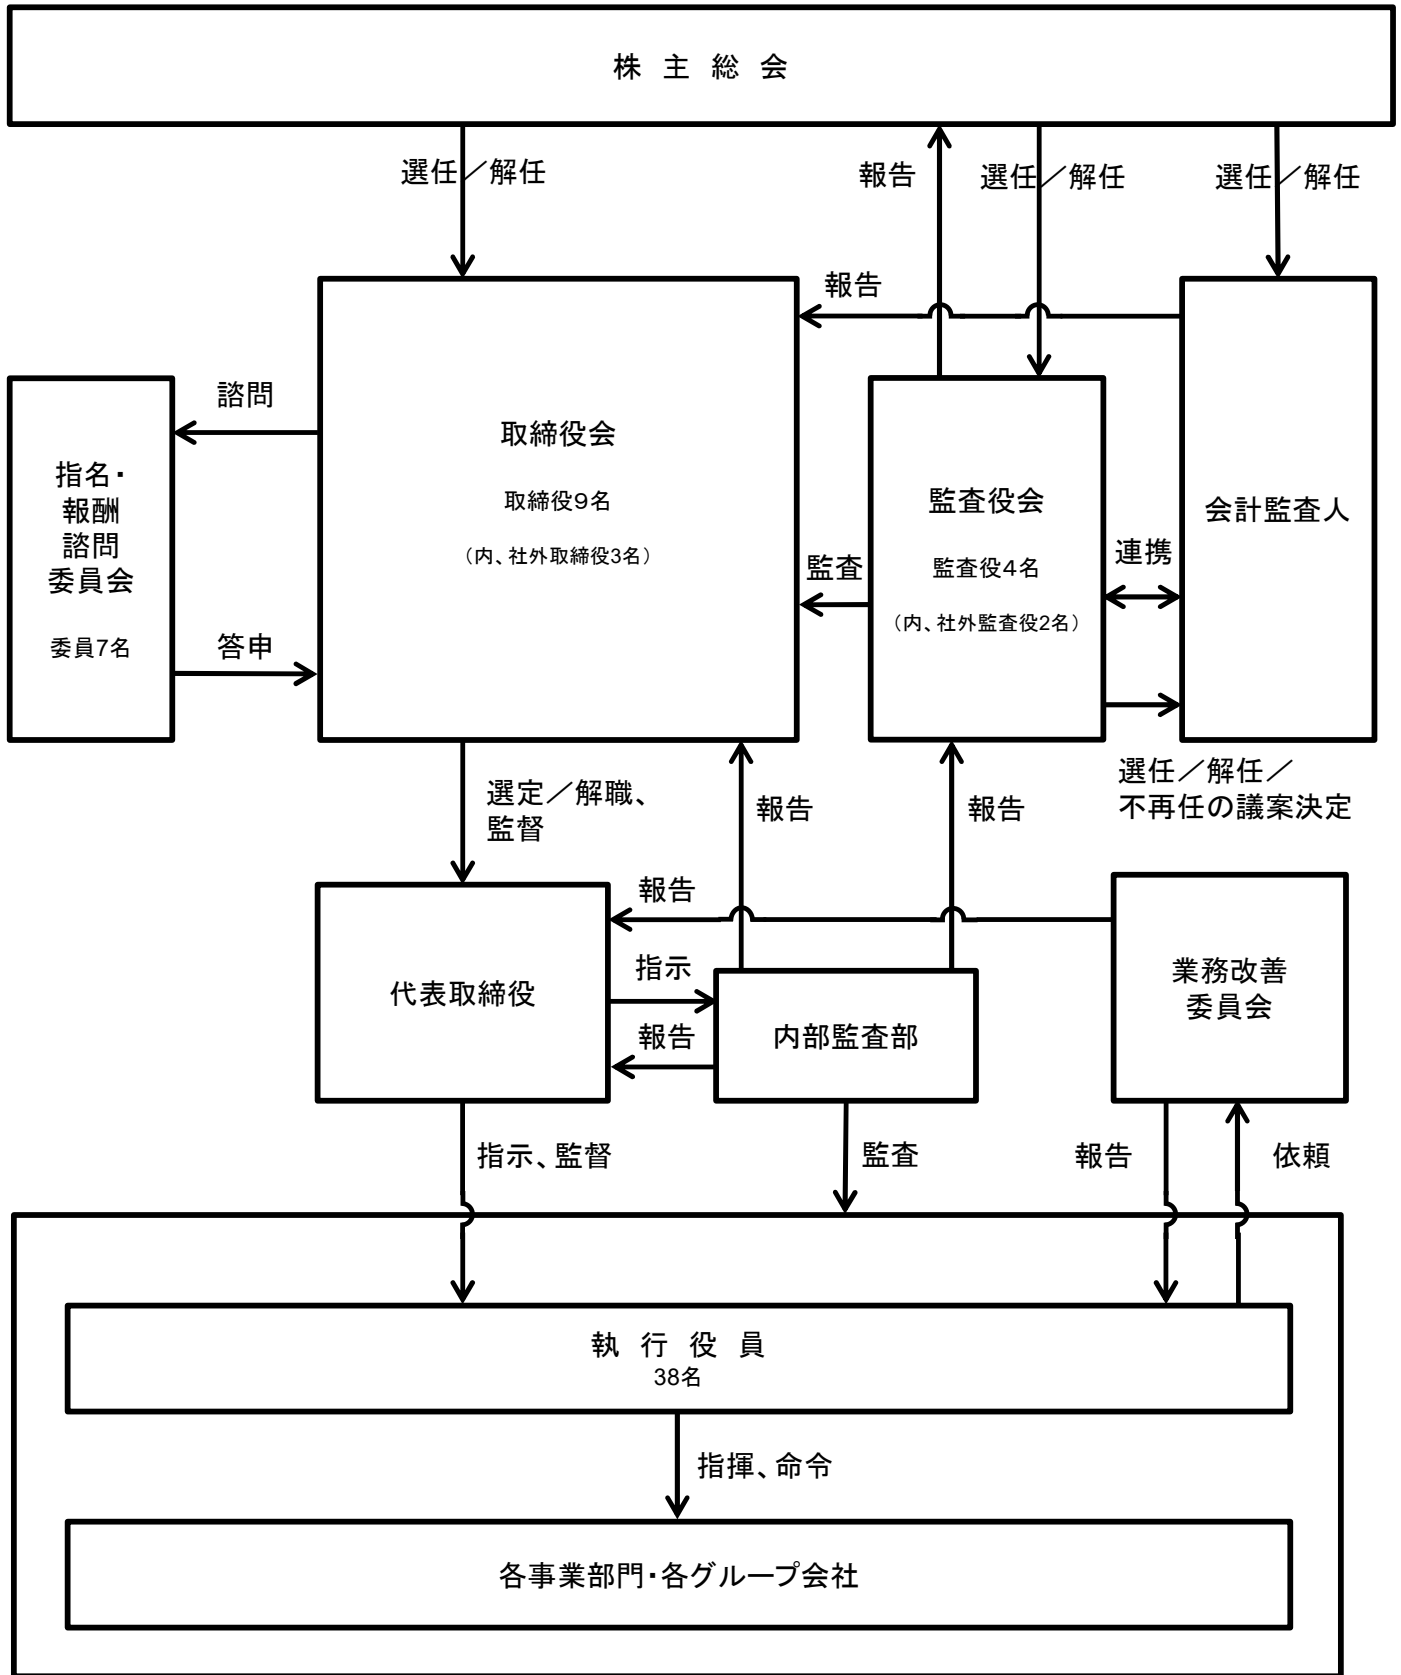 株 主 総 会
選任／解任
報告
選任／解任
選任／解任
報告
諮問
指名・
報酬
諮問
委員会
委員7名
答申
取締役会
取締役９名
（内、社外取締役3名）
監査
監査役会
監査役４名
（内、社外監査役2名）
連携
会計監査人
選任／解任／
不再任の議案決定
選定／解職、
監督
報告
報告
報告
代表取締役
指示
報告
内部監査部
業務改善
委員会
指示、監督
監査
報告
依頼
執 行 役 員
38名
指揮、命令
各事業部門・各グループ会社